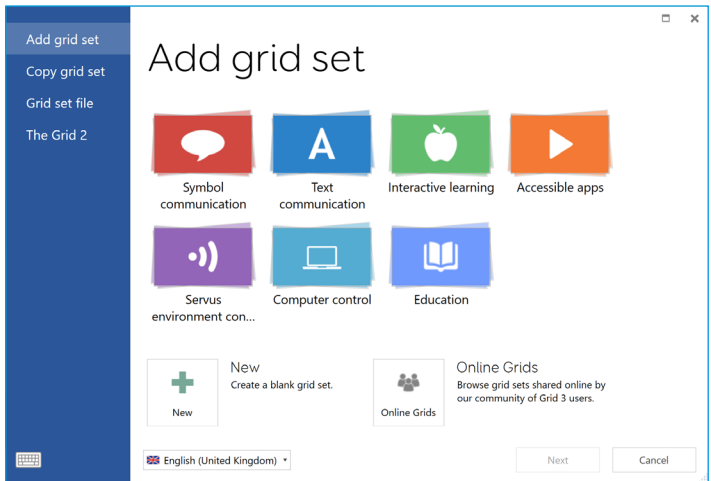 Add grid set
Copy grid set
Grid set file
The Grid 2
Add grid set
A
Symbol
communication
Text
communication
Interactive learning
Accessible apps
Servus
environment con...
Computer control
Education
New
New
Create a blank grid set.
Online Grids
Online Grids
Browse grid sets shared online by
our community of Grid 3 users.
English (United Kingdom)
Next
Cancel